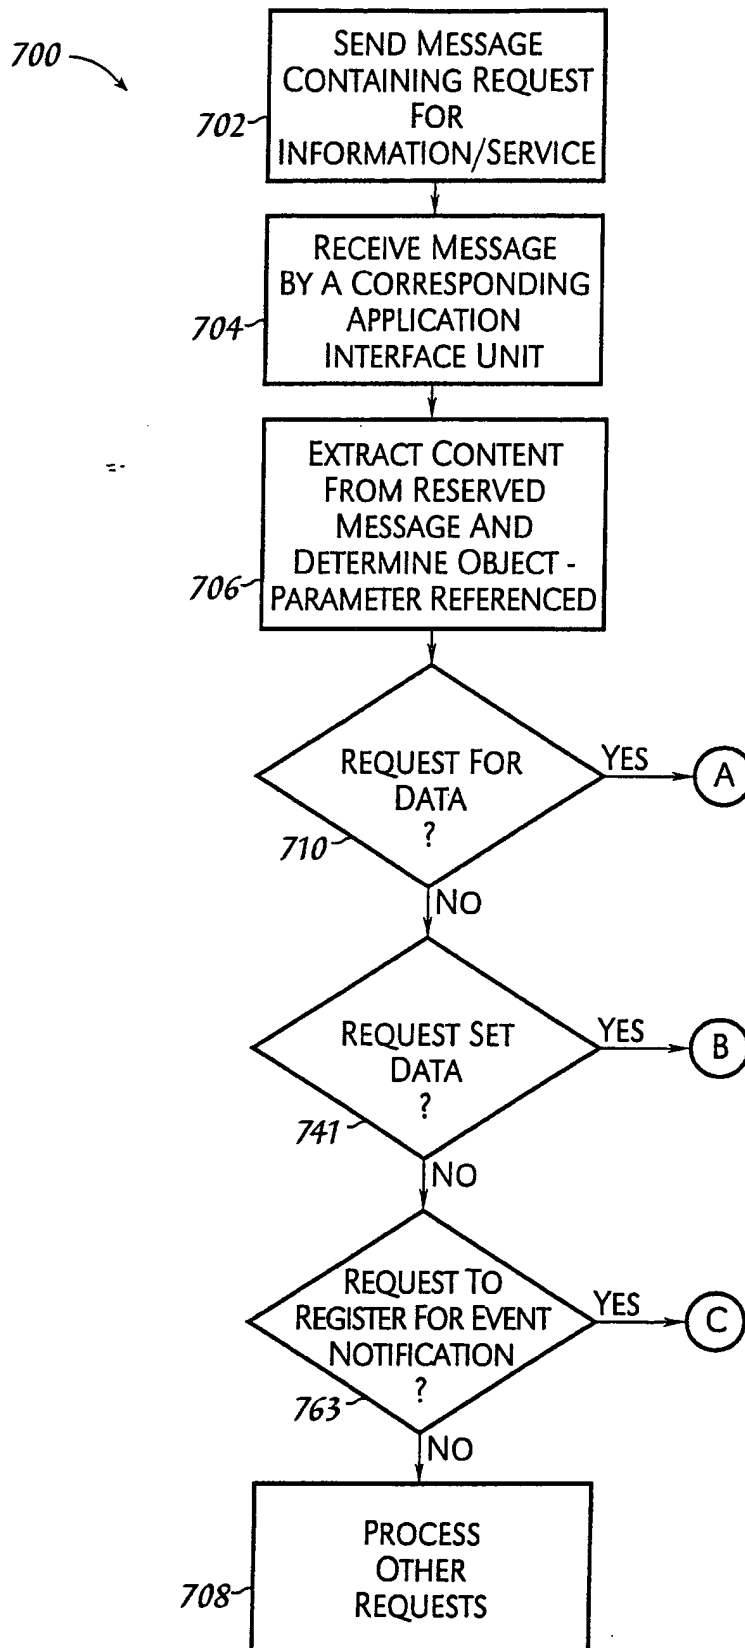 700
SEND MESSAGE
CONTAINING REQUEST
FOR
INFORMATION/SERVICE
702
RECEIVE MESSAGE
BY A CORRESPONDING
APPLICATION
INTERFACE UNIT
704
EXTRACT CONTENT
FROM RESERVED
MESSAGE AND
DETERMINE OBJECT -
PARAMETER REFERENCED
706
REQUEST FOR
DATA
?
710
YES
A
NO
REQUEST SET
DATA
?
741
YES
B
NO
REQUEST TO
REGISTER FOR EVENT
NOTIFICATION
?
763
YES
C
NO
PROCESS
OTHER
REQUESTS
708